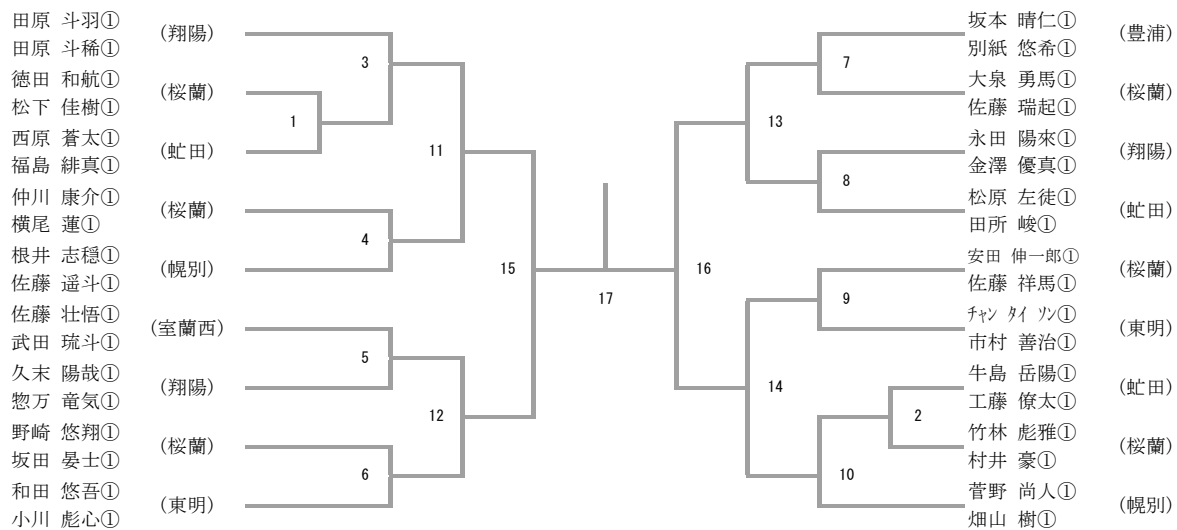 田原 斗羽①
(翔陽)
田原 斗稀①
徳田 和航①
(桜蘭)
松下 佳樹①
西原 蒼太①
(虻田)
福島 緋真①
仲川 康介①
(桜蘭)
横尾 蓮①
根井 志穏①
(幌別)
佐藤 遥斗①
佐藤 壮悟①
(室蘭西)
武田 琉斗①
久末 陽哉①
(翔陽)
惣万 竜気①
野崎 悠翔①
(桜蘭)
坂田 晏士①
和田 悠吾①
(東明)
小川 彪心①
1
3
4
5
6
11
12
15
17
16
13
14
7
8
9
10
2
坂本 晴仁①
(豊浦)
別紙 悠希①
大泉 勇馬①
(桜蘭)
佐藤 瑞起①
永田 陽來①
(翔陽)
金澤 優真①
松原 左徒①
(虻田)
田所 峻①
安田 伸一郎①
(桜蘭)
佐藤 祥馬①
ﾁｬﾝ ﾀｲ ｿﾝ①
(東明)
市村 善治①
牛島 岳陽①
(虻田)
工藤 僚太①
竹林 彪雅①
(桜蘭)
村井 豪①
菅野 尚人①
(幌別)
畑山 樹①